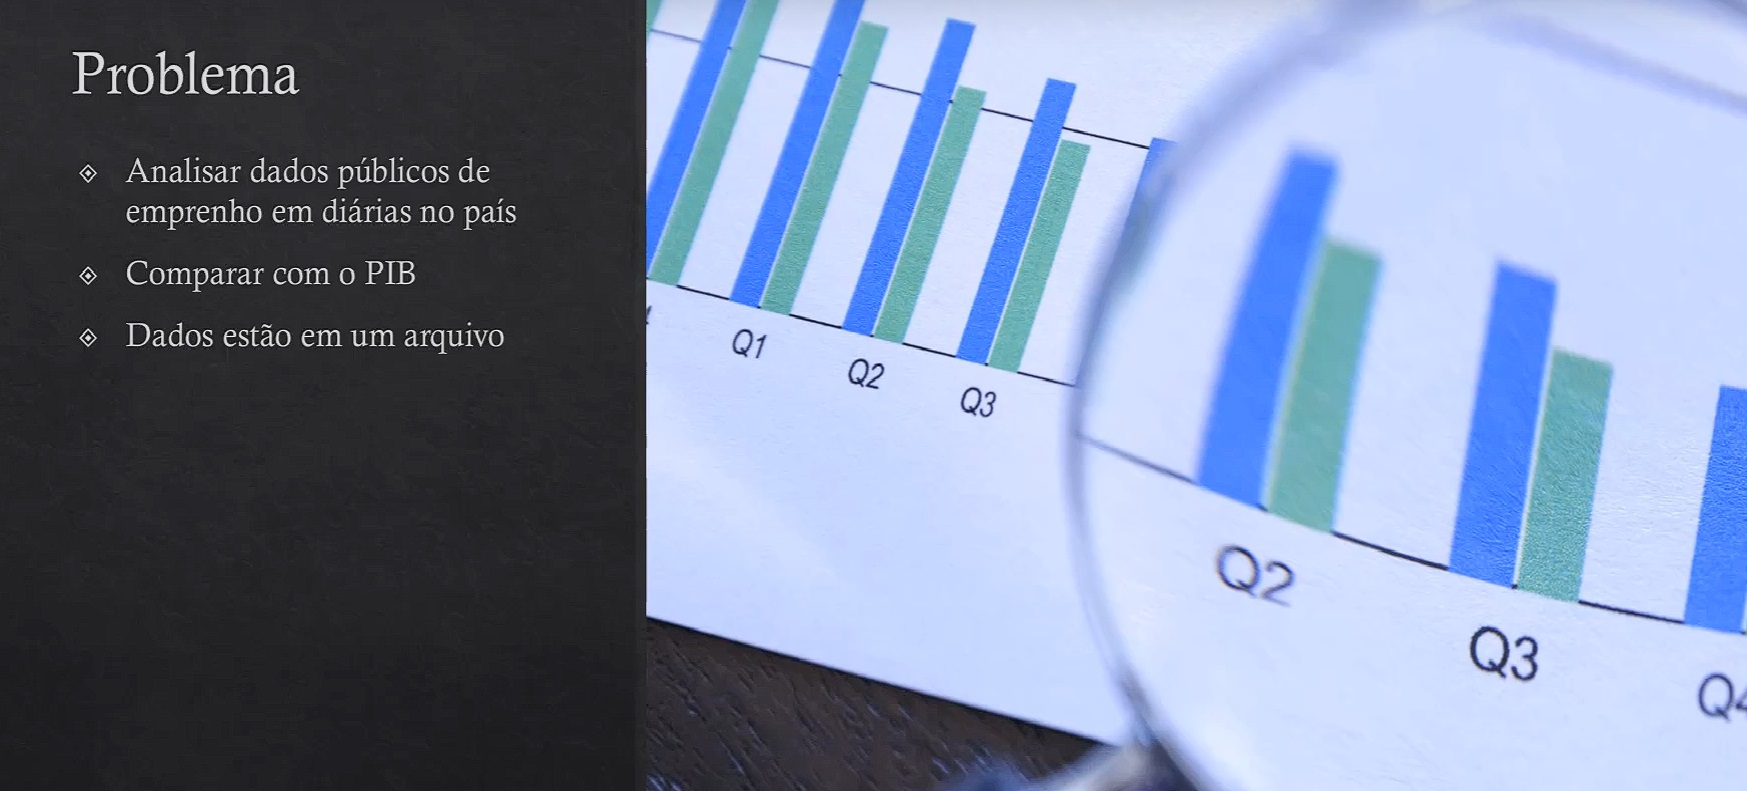 Problema
Analisar dados públicos de
emprenho em diárias no país
Comparar com o PIB
Dados estão em um arquivo
Q1
Q2
Q3
Q2
Q3